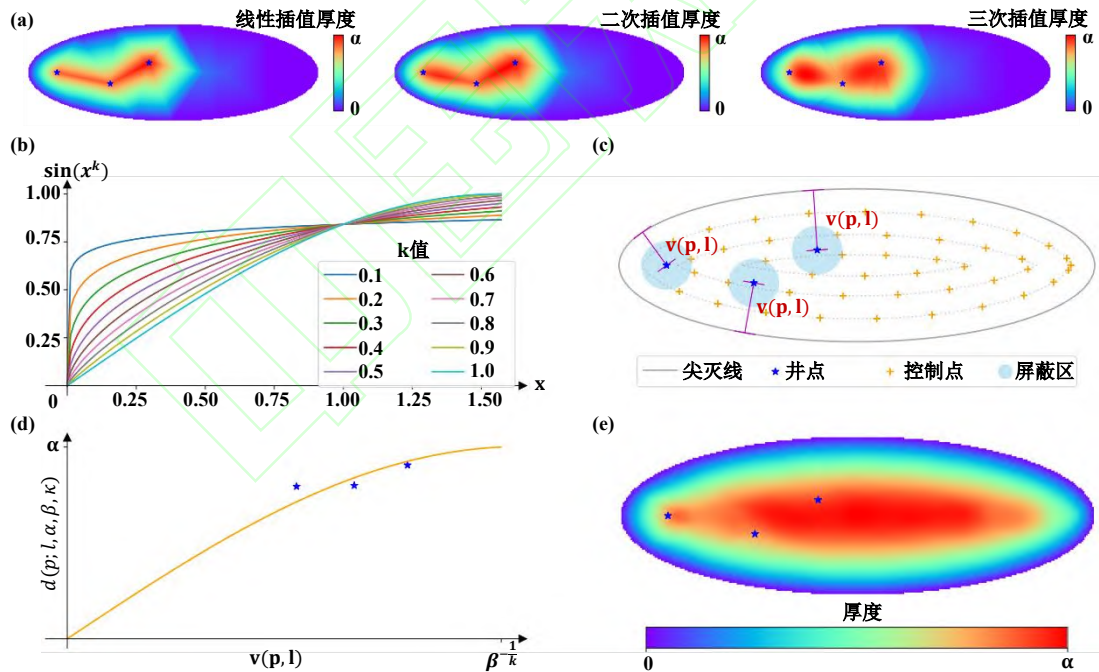 (a)
线性插值厚度
α
0
二次插值厚度
α
0
三次插值厚度
α
0
(b)
sin(x^k)
1.00
0.75
0.50
0.25
0
0.25
0.50
0.75
1.00
1.25
1.50
x
k值
0.1 0.6
0.2 0.7
0.3 0.8
0.4 0.9
0.5 1.0
(c)
v(p,l)
v(p,l)
v(p,l)
尖灭线 井点 控制点 屏蔽区
(d)
α
d(p; l, α, β, κ)
0
v(p,l)
β^{-1/k}
(e)
厚度
0
α